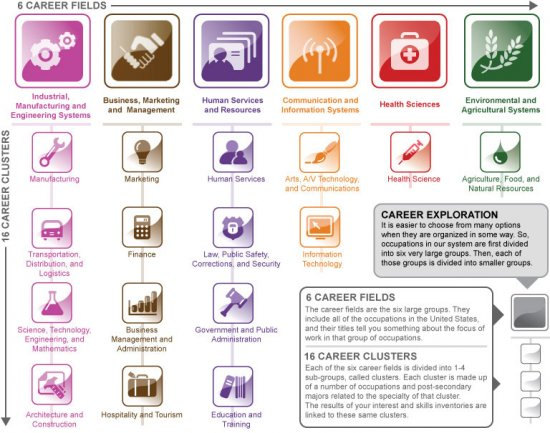 6 CAREER FIELDS
16 CAREER CLUSTERS
Industrial,
Manufacturing and
Engineering Systems
Business, Marketing
and Management
Human Services
and Resources
Communication and
Information Systems
Health Sciences
Environmental and
Agricultural Systems
Manufacturing
Marketing
Human Services
Arts, A/V Technology,
and Communications
Health Science
Agriculture, Food, and
Natural Resources
Transportation,
Distribution, and
Logistics
Finance
Law, Public Safety,
Corrections, and Security
Information
Technology
Science, Technology,
Engineering, and
Mathematics
Business
Management and
Administration
Government and Public
Administration
Architecture and
Construction
Hospitality and Tourism
Education and
Training
CAREER EXPLORATION
It is easier to choose from many options
when they are organized in some way. So,
occupations in our system are first divided
into six very large groups. Then, each of
those groups is divided into smaller groups.
6 CAREER FIELDS
The career fields are the six large groups. They
include all of the occupations in the United States,
and their titles tell you something about the focus of
work in that group of occupations.
16 CAREER CLUSTERS
Each of the six career fields is divided into 1-4
sub-groups, called clusters. Each cluster is made up
of a number of occupations and post-secondary
majors related to the specialty of that cluster.
The results of your interest and skills inventories are
linked to these same clusters.